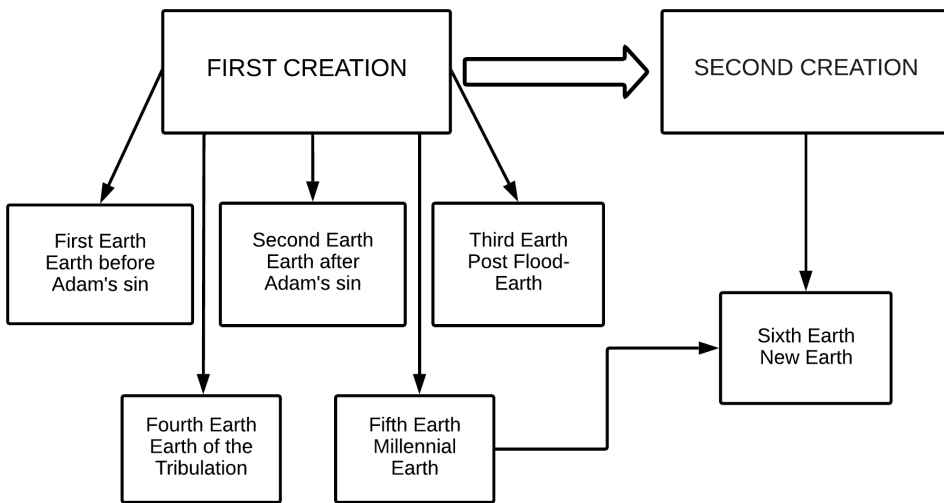 FIRST CREATION
SECOND CREATION
First Earth
Earth before
Adam's sin
Second Earth
Earth after
Adam's sin
Third Earth
Post Flood-
Earth
Sixth Earth
New Earth
Fourth Earth
Earth of the
Tribulation
Fifth Earth
Millennial
Earth